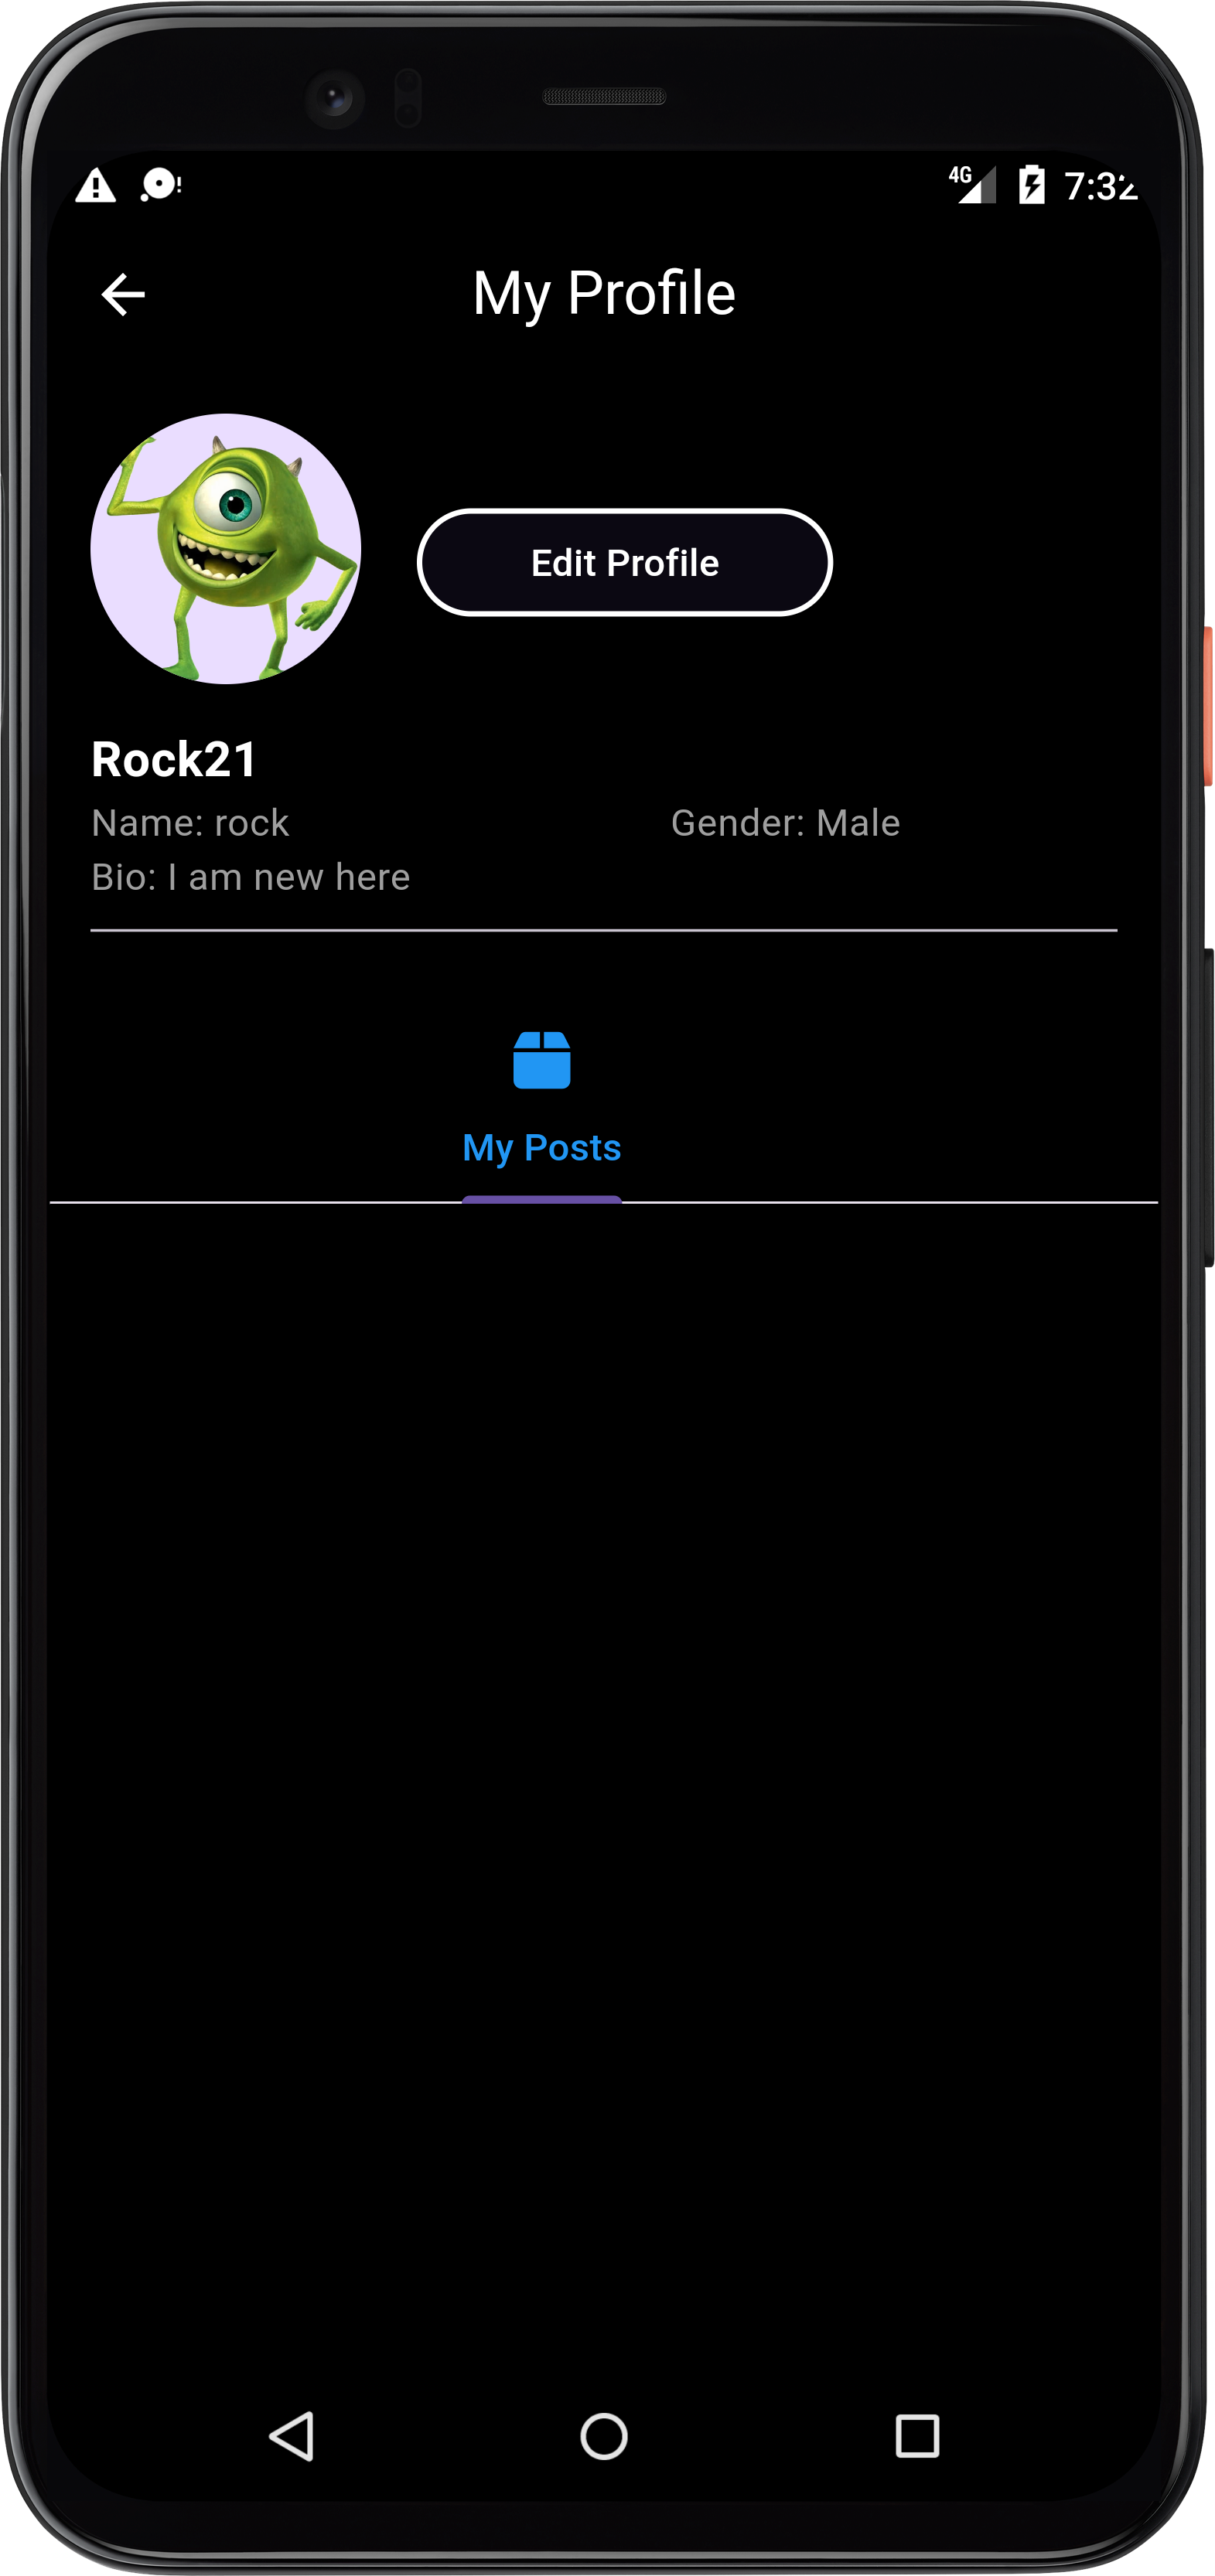 4G 7:32
My Profile
Edit Profile
Rock21
Name: rock
Gender: Male
Bio: I am new here
My Posts